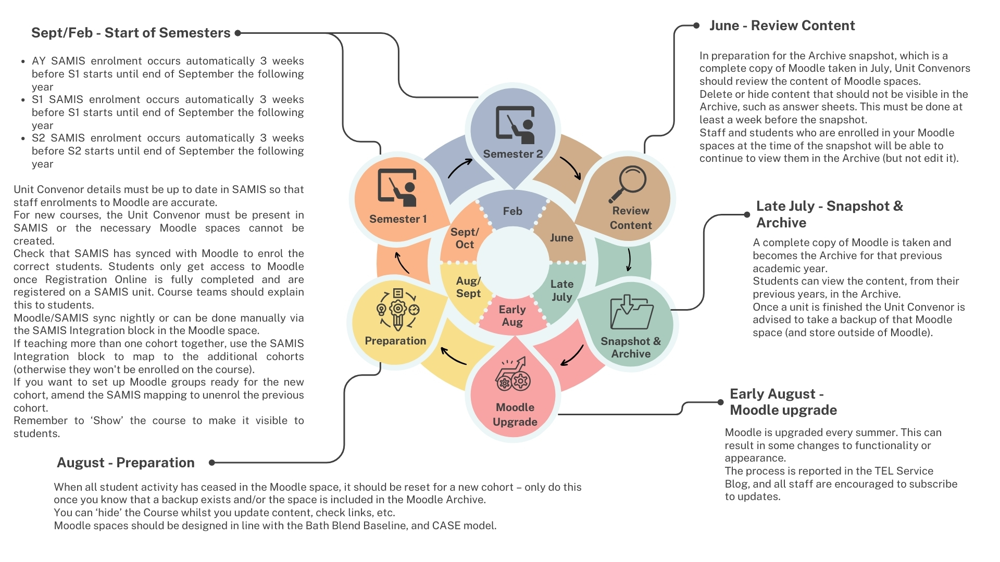 Sept/Feb - Start of Semesters
• AY SAMIS enrolment occurs automatically 3 weeks
before S1 starts until end of September the following
year
• S1 SAMIS enrolment occurs automatically 3 weeks
before S1 starts until end of September the following
year
• S2 SAMIS enrolment occurs automatically 3 weeks
before S2 starts until end of September the following
year
Unit Convenor details must be up to date in SAMIS so that
staff enrolments to Moodle are accurate.
For new courses, the Unit Convenor must be present in
SAMIS or the necessary Moodle spaces cannot be
created.
Check that SAMIS has synced with Moodle to enrol the
correct students. Students only get access to Moodle
once Registration Online is fully completed and are
registered on a SAMIS unit. Course teams should explain
this to students.
Moodle/SAMIS sync nightly or can be done manually via
the SAMIS Integration block in the Moodle space.
If teaching more than one cohort together, use the SAMIS
Integration block to map to the additional cohorts
(otherwise they won't be enrolled on the course).
If you want to set up Moodle groups ready for the new
cohort, amend the SAMIS mapping to unenrol the previous
cohort.
Remember to ‘Show’ the course to make it visible to
students.
August - Preparation
When all student activity has ceased in the Moodle space, it should be reset for a new cohort – only do this
once you know that a backup exists and/or the space is included in the Moodle Archive.
You can ‘hide’ the Course whilst you update content, check links, etc.
Moodle spaces should be designed in line with the Bath Blend Baseline, and CASE model.
Semester 2
Semester 1
Review
Content
Snapshot &
Archive
Moodle
Upgrade
Preparation
Feb
June
Late
July
Early
Aug
Aug/
Sept
Sept/
Oct
June - Review Content
In preparation for the Archive snapshot, which is a
complete copy of Moodle taken in July, Unit Convenors
should review the content of Moodle spaces.
Delete or hide content that should not be visible in the
Archive, such as answer sheets. This must be done at
least a week before the snapshot.
Staff and students who are enrolled in your Moodle
spaces at the time of the snapshot will be able to
continue to view them in the Archive (but not edit it).
Late July - Snapshot &
Archive
A complete copy of Moodle is taken and
becomes the Archive for that previous
academic year.
Students can view the content, from their
previous years, in the Archive.
Once a unit is finished the Unit Convenor is
advised to take a backup of that Moodle
space (and store outside of Moodle).
Early August -
Moodle upgrade
Moodle is upgraded every summer. This can
result in some changes to functionality or
appearance.
The process is reported in the TEL Service
Blog, and all staff are encouraged to subscribe
to updates.